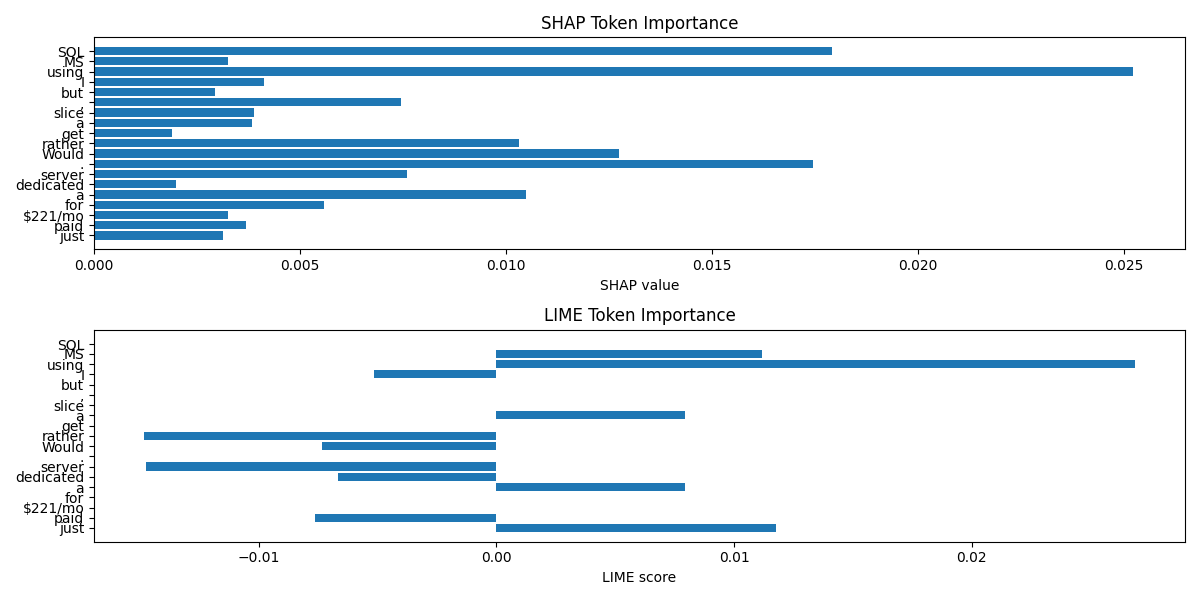 SHAP Token Importance
SQL
MS
using
I
but
,
slice
a
get
rather
Would
.
server
dedicated
a
for
$221/mo
paid
just
0.000 0.005 0.010 0.015 0.020 0.025
SHAP value
LIME Token Importance
SQL
MS
using
I
but
,
slice
a
get
rather
Would
.
server
dedicated
a
for
$221/mo
paid
just
−0.01 0.00 0.01 0.02
LIME score